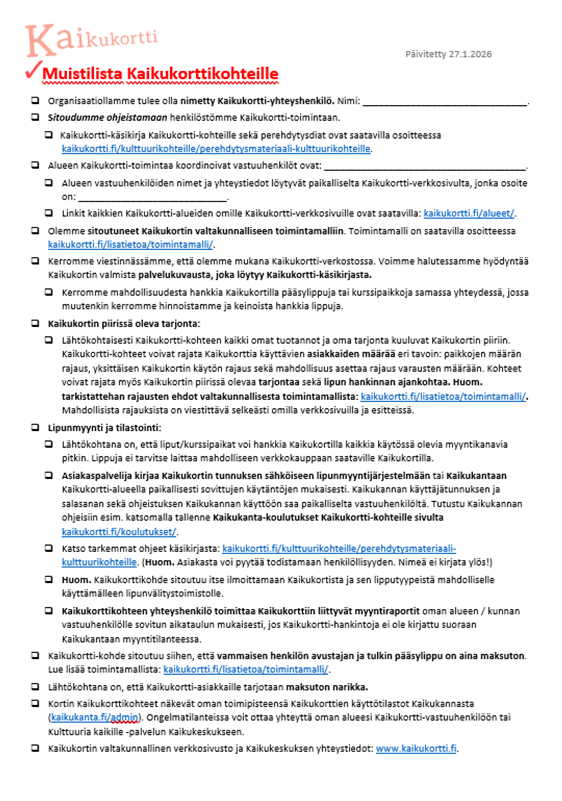 Kaikukortti
Päivitetty 27.1.2026
Muistilista Kaikukorttikohteille
Organisaatiollamme tulee olla nimetty Kaikukortti-yhteyshenkilö. Nimi: ______________________________.
Sitoudumme ohjeistamaan henkilöstömme Kaikukortti-toimintaan.
Kaikukortti-käsikirja Kaikukortti-kohteille sekä perehdytysdiat ovat saatavilla osoitteessa
kaikukortti.fi/kulttuurikohteille/perehdytysmateriaali-kulttuurikohteille.
Alueen Kaikukortti-toimintaa koordinoivat vastuuhenkilöt ovat: ______________________________________.
Alueen vastuuhenkilöiden nimet ja yhteystiedot löytyvät paikalliselta Kaikukortti-verkkosivulta, jonka osoite
on: ____________________________.
Linkit kaikkien Kaikukortti-alueiden omille Kaikukortti-verkkosivuille ovat saatavilla: kaikukortti.fi/alueet/.
Olemme sitoutuneet Kaikukortin valtakunnalliseen toimintamalliin. Toimintamalli on saatavilla osoitteessa
kaikukortti.fi/lisatietoa/toimintamalli/.
Kerromme viestinnässämme, että olemme mukana Kaikukortti-verkostossa. Voimme halutessamme hyödyntää
Kaikukortin valmista palvelukuvausta, joka löytyy Kaikukortti-käsikirjasta.
Kerromme mahdollisuudesta hankkia Kaikukortilla pääsylippuja tai kurssipaikkoja samassa yhteydessä, jossa
muutenkin kerromme hinnoistamme ja keinoista hankkia lippuja.
Kaikukortin piirissä oleva tarjonta:
Lähtökohtaisesti Kaikukortti-kohteen kaikki omat tuotannot ja oma tarjonta kuuluvat Kaikukortin piiriin.
Kaikukortti-kohteet voivat rajata Kaikukorttia käyttävien asiakkaiden määrää eri tavoin: paikkojen määrän
rajaus, yksittäisen Kaikukortin käytön rajaus sekä mahdollisuus asettaa rajaus varausten määrään. Kohteet
voivat rajata myös Kaikukortin piirissä olevaa tarjontaa sekä lipun hankinnan ajankohtaa. Huom.
tarkistattehan rajausten ehdot valtakunnallisesta toimintamallista: kaikukortti.fi/lisatietoa/toimintamalli/.
Mahdollisista rajauksista on viestittävä selkeästi omilla verkkosivuilla ja esitteissä.
Lipunmyynti ja tilastointi:
Lähtökohtana on, että liput/kurssipaikat voi hankkia Kaikukortilla kaikkia käytössä olevia myyntikanavia
pitkin. Lippuja ei tarvitse laittaa mahdolliseen verkkokauppaan saataville Kaikukortilla.
Asiakaspalvelija kirjaa Kaikukortin tunnuksen sähköiseen lipunmyyntijärjestelmään tai Kaikukantaan
Kaikukortti-alueella paikallisesti sovittujen käytäntöjen mukaisesti. Kaikukannan käyttäjätunnuksen ja
salasanan sekä ohjeistuksen Kaikukannan käyttöön saa paikalliselta vastuuhenkilöltä. Tutustu Kaikukannan
ohjeisiin esim. katsomalla tallenne Kaikukanta-koulutukset Kaikukortti-kohteille sivulta
kaikukortti.fi/koulutukset/.
Katso tarkemmat ohjeet käsikirjasta: kaikukortti.fi/kulttuurikohteille/perehdytysmateriaali-
kulttuurikohteille. (Huom. Asiakasta voi pyytää todistamaan henkilöllisyyden. Nimeä ei kirjata ylös!)
Huom. Kaikukorttikohde sitoutuu itse ilmoittamaan Kaikukortista ja sen lipputyypeistä mahdolliselle
käyttämälleen lipunvälitystoimistolle.
Kaikukorttikohteen yhteyshenkilö toimittaa Kaikukorttiin liittyvät myyntiraportit oman alueen / kunnan
vastuuhenkilölle sovitun aikataulun mukaisesti, jos Kaikukortti-hankintoja ei ole kirjattu suoraan
Kaikukantaan myyntitilanteessa.
Kaikukortti-kohde sitoutuu siihen, että vammaisen henkilön avustajan ja tulkin pääsylippu on aina maksuton.
Lue lisää toimintamallista: kaikukortti.fi/lisatietoa/toimintamalli/.
Lähtökohtana on, että Kaikukortti-asiakkaille tarjotaan maksuton narikka.
Kortin Kaikukorttikohteet näkevät oman toimipisteensä Kaikukorttien käyttötilastot Kaikukannasta
(kaikukanta.fi/admin). Ongelmatilanteissa voit ottaa yhteyttä oman alueesi Kaikukortti-vastuuhenkilöön tai
Kulttuuria kaikille -palvelun Kaikukeskukseen.
Kaikukortin valtakunnallinen verkkosivusto ja Kaikukeskuksen yhteystiedot: www.kaikukortti.fi.